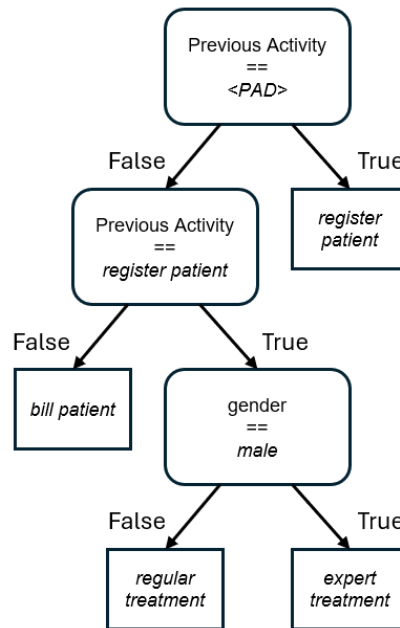 Previous Activity
==
<PAD>
False
True
Previous Activity
==
register patient
register
patient
False
True
bill patient
gender
==
male
False
True
regular
treatment
expert
treatment